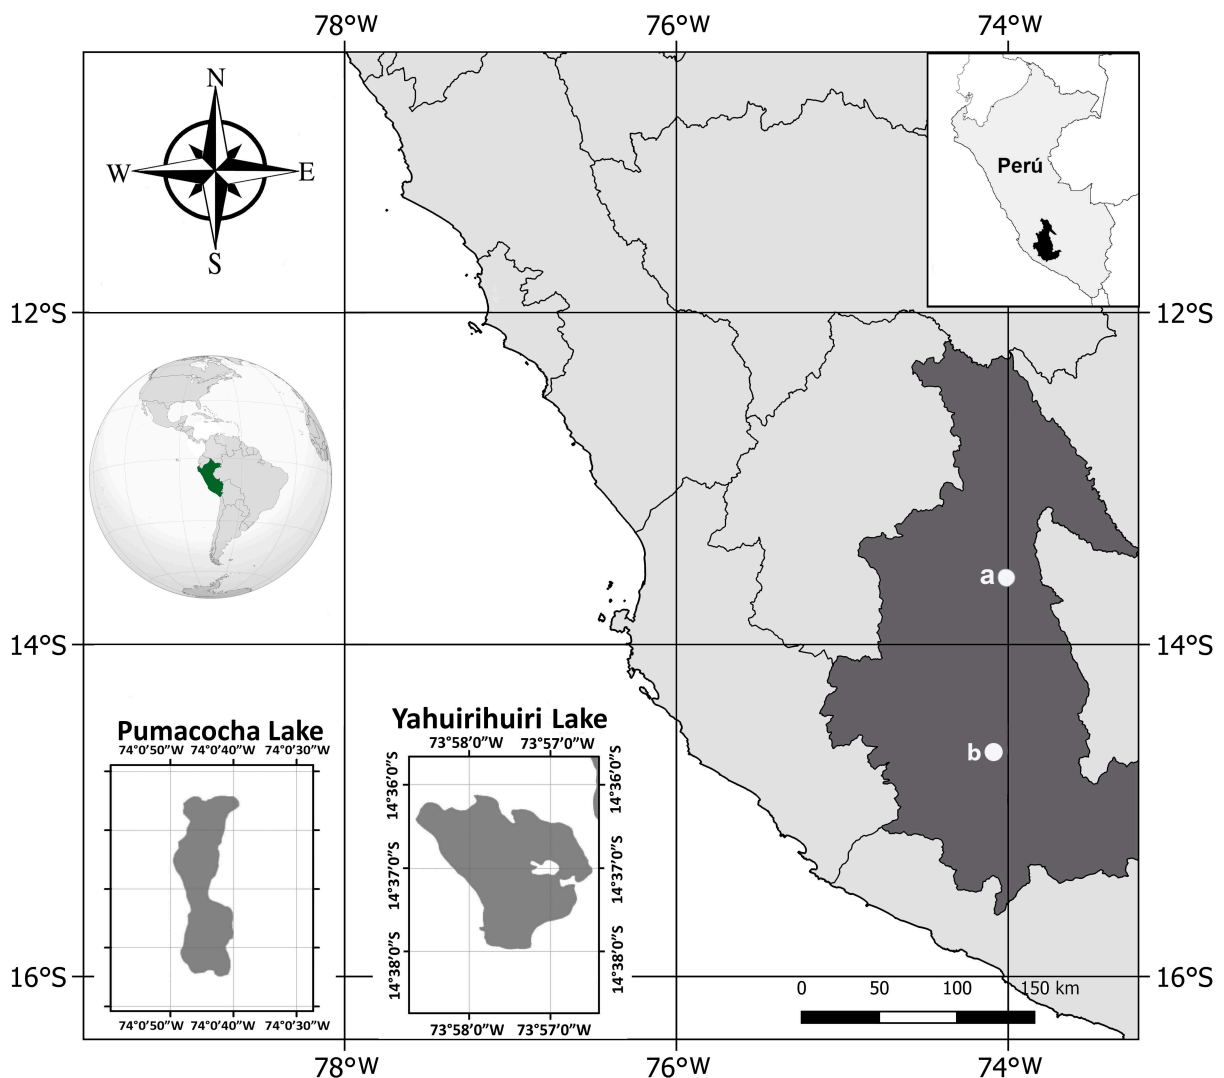 78°W 76°W 74°W
N
W E
S
Perú
12°S 12°S
a
14°S 14°S
b
Pumacocha Lake
74°0'50"W 74°0'40"W 74°0'30"W
74°0'50"W 74°0'40"W 74°0'30"W
Yahuirihuiri Lake
73°58'0"W 73°57'0"W
14°36'0"S 14°36'0"S
14°37'0"S 14°37'0"S
14°38'0"S 14°38'0"S
73°58'0"W 73°57'0"W
16°S 16°S
0 50 100 150 km
78°W 76°W 74°W